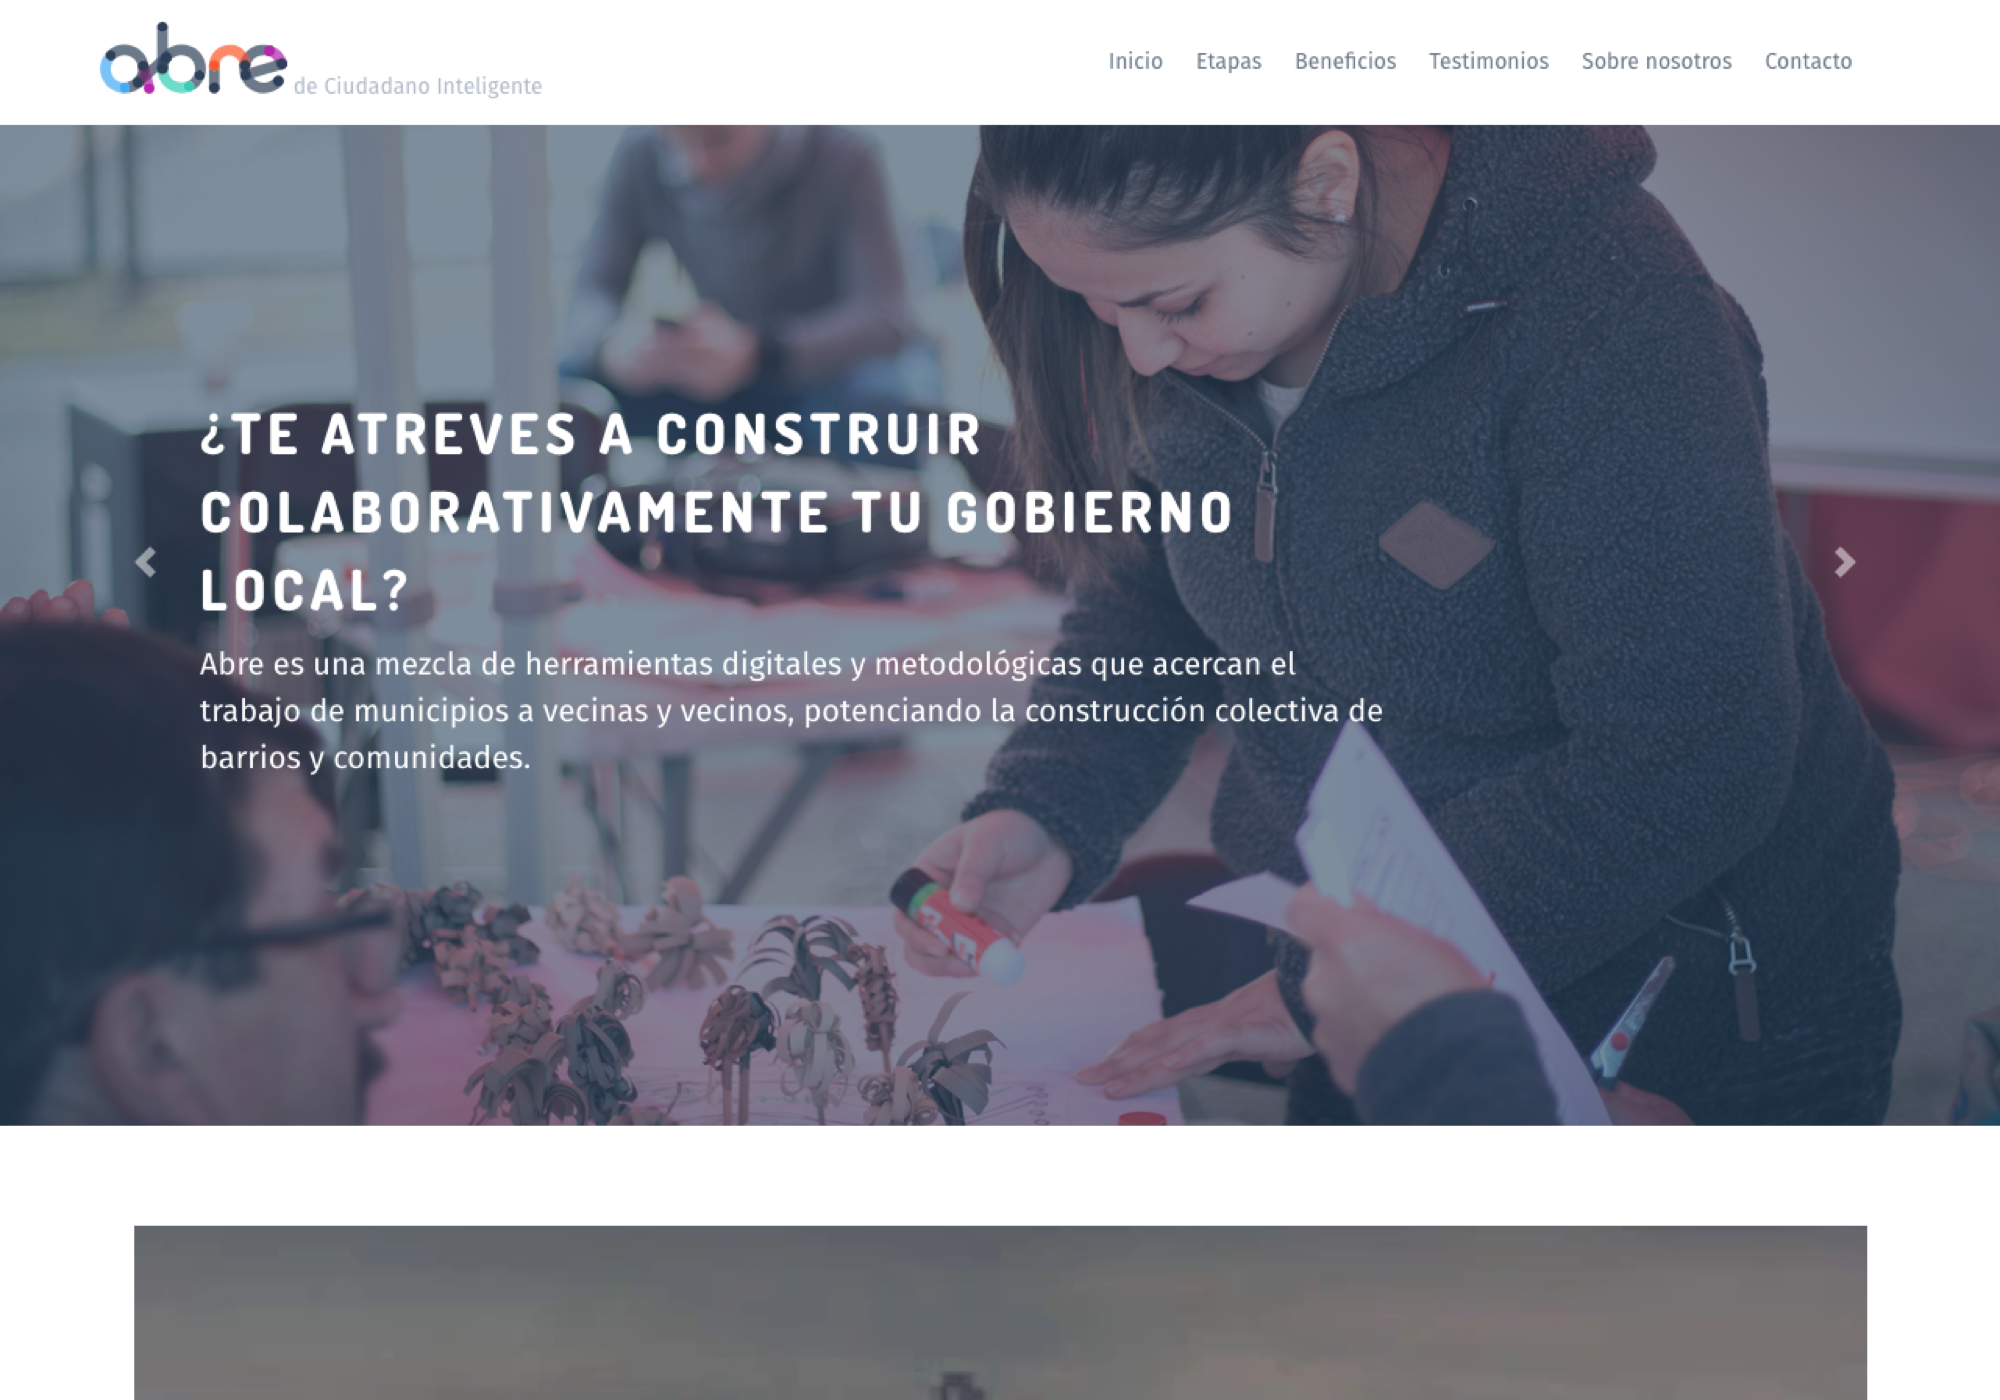 abre de Ciudadano Inteligente
Inicio Etapas Beneficios Testimonios Sobre nosotros Contacto
¿TE ATREVES A CONSTRUIR
COLABORATIVAMENTE TU GOBIERNO
LOCAL?
Abre es una mezcla de herramientas digitales y metodológicas que acercan el
trabajo de municipios a vecinas y vecinos, potenciando la construcción colectiva de
barrios y comunidades.